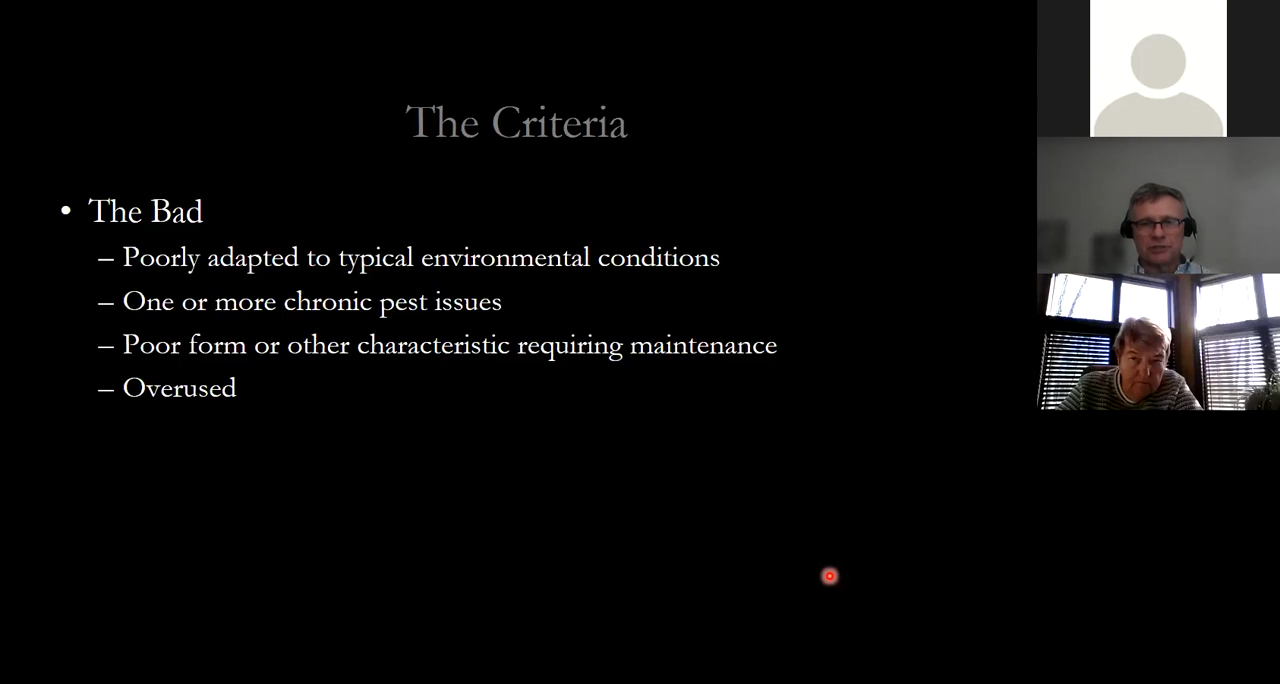 The Criteria
• The Bad
– Poorly adapted to typical environmental conditions
– One or more chronic pest issues
– Poor form or other characteristic requiring maintenance
– Overused